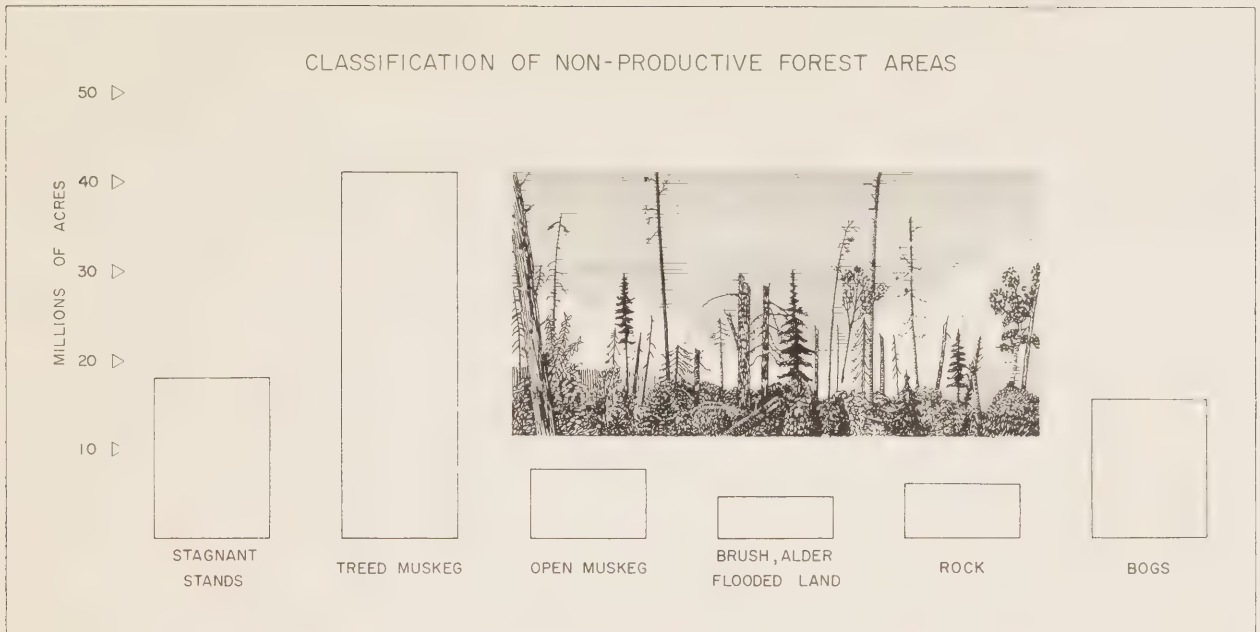 CLASSIFICATION OF NON-PRODUCTIVE FOREST AREAS
50
40
30
20
10
MILLIONS OF ACRES
STAGNANT
STANDS
TREED MUSKEG
OPEN MUSKEG
BRUSH, ALDER
FLOODED LAND
ROCK
BOGS